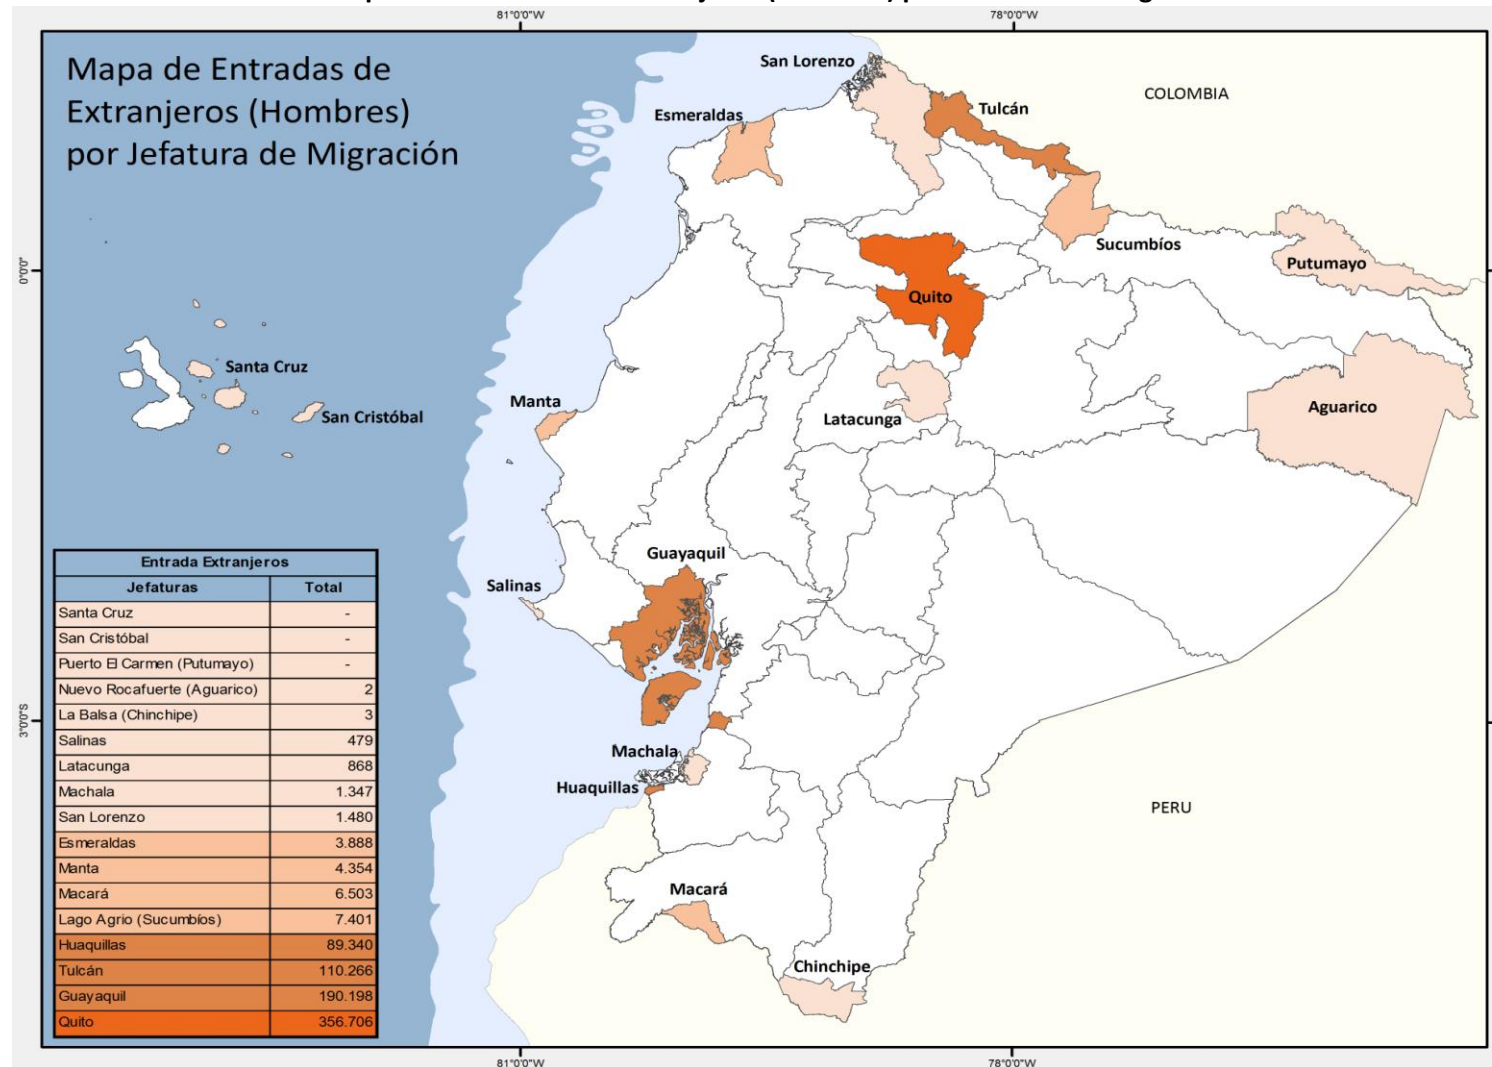 81°0'0"W 78°0'0"W
Mapa de Entradas de
Extranjeros (Hombres)
por Jefatura de Migración
San Lorenzo
COLOMBIA
Tulcán
Esmeraldas
Sucumbíos
Putumayo
0°0'0"
Quito
Santa Cruz
Manta
Aguarico
San Cristóbal
Latacunga
Guayaquil
Salinas
Entrada Extranjeros
Jefaturas Total
Santa Cruz -
San Cristóbal -
Puerto El Carmen (Putumayo) -
Nuevo Rocafuerte (Aguarico) 2
La Balsa (Chinchipe) 3
Salinas 479
Latacunga 868
Machala 1.347
San Lorenzo 1.480
Esmeraldas 3.888
Manta 4.354
Macará 6.503
Lago Agrio (Sucumbíos) 7.401
Huaquillas 89.340
Tulcán 110.266
Guayaquil 190.198
Quito 356.706
3°0'0"S
Machala
Huaquillas
PERU
Macará
Chinchipe
81°0'0"W 78°0'0"W